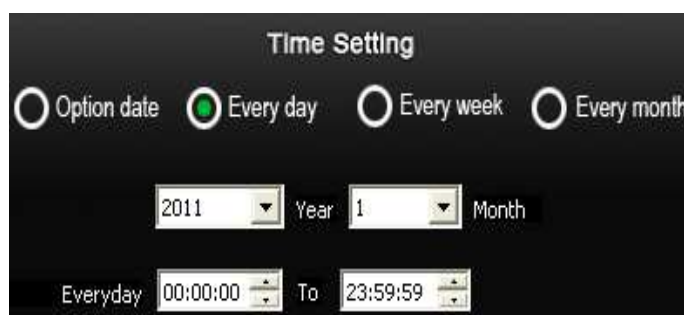 Time Setting
Option date Every day Every week Every month
2011 Year 1 Month
Everyday 00:00:00 To 23:59:59